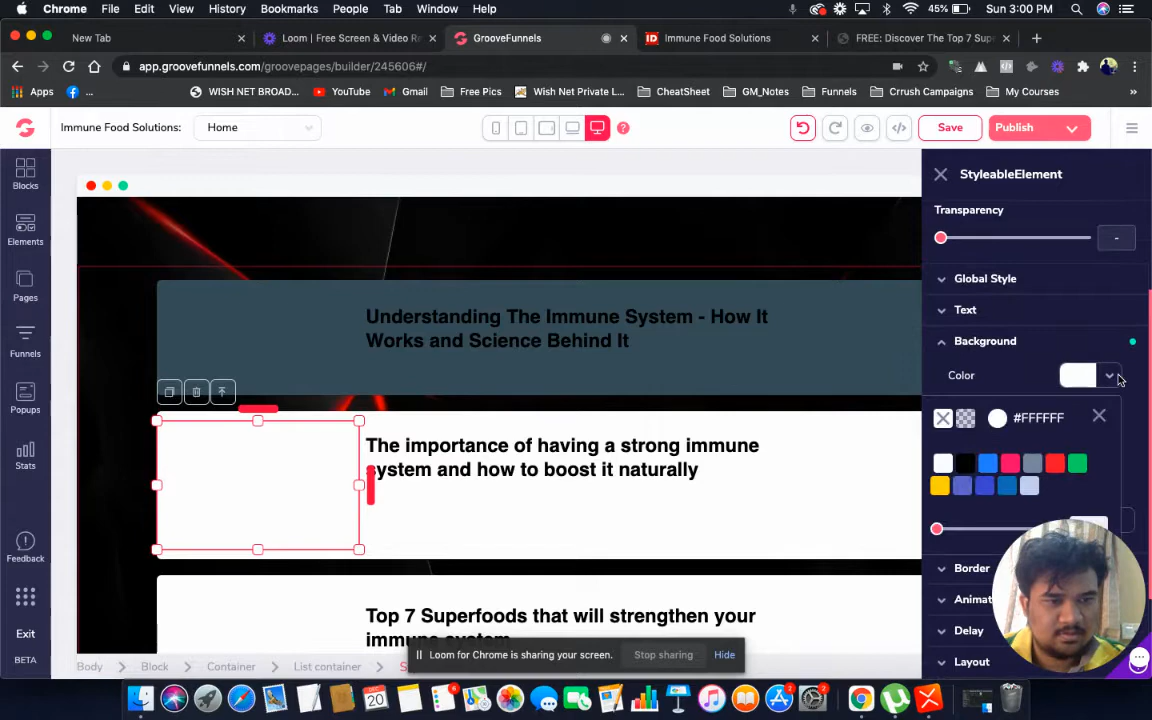 Chrome File Edit View History Bookmarks People Tab Window Help 45% Sun 3:00 PM
New Tab Loom | Free Screen & Video Re GrooveFunnels Immune Food Solutions FREE: Discover The Top 7 Supe
app.groovefunnels.com/groovepages/builder/245606#/
Apps ... WISH NET BROAD... YouTube Gmail Free Pics Wish Net Private L... CheatSheet GM_Notes Funnels Crrush Campaigns My Courses
Immune Food Solutions: Home Save Publish
StyleableElement
Blocks
Elements
Pages
Funnels
Popups
Stats
Feedback
Exit
BETA
Transparency
-
Global Style
Text
Background
Color
#FFFFFF
Border
Animat
Delay
Layout
Understanding The Immune System - How It
Works and Science Behind It
The importance of having a strong immune
system and how to boost it naturally
Top 7 Superfoods that will strengthen your
immune system
Loom for Chrome is sharing your screen. Stop sharing Hide
Body Block Container List container
20